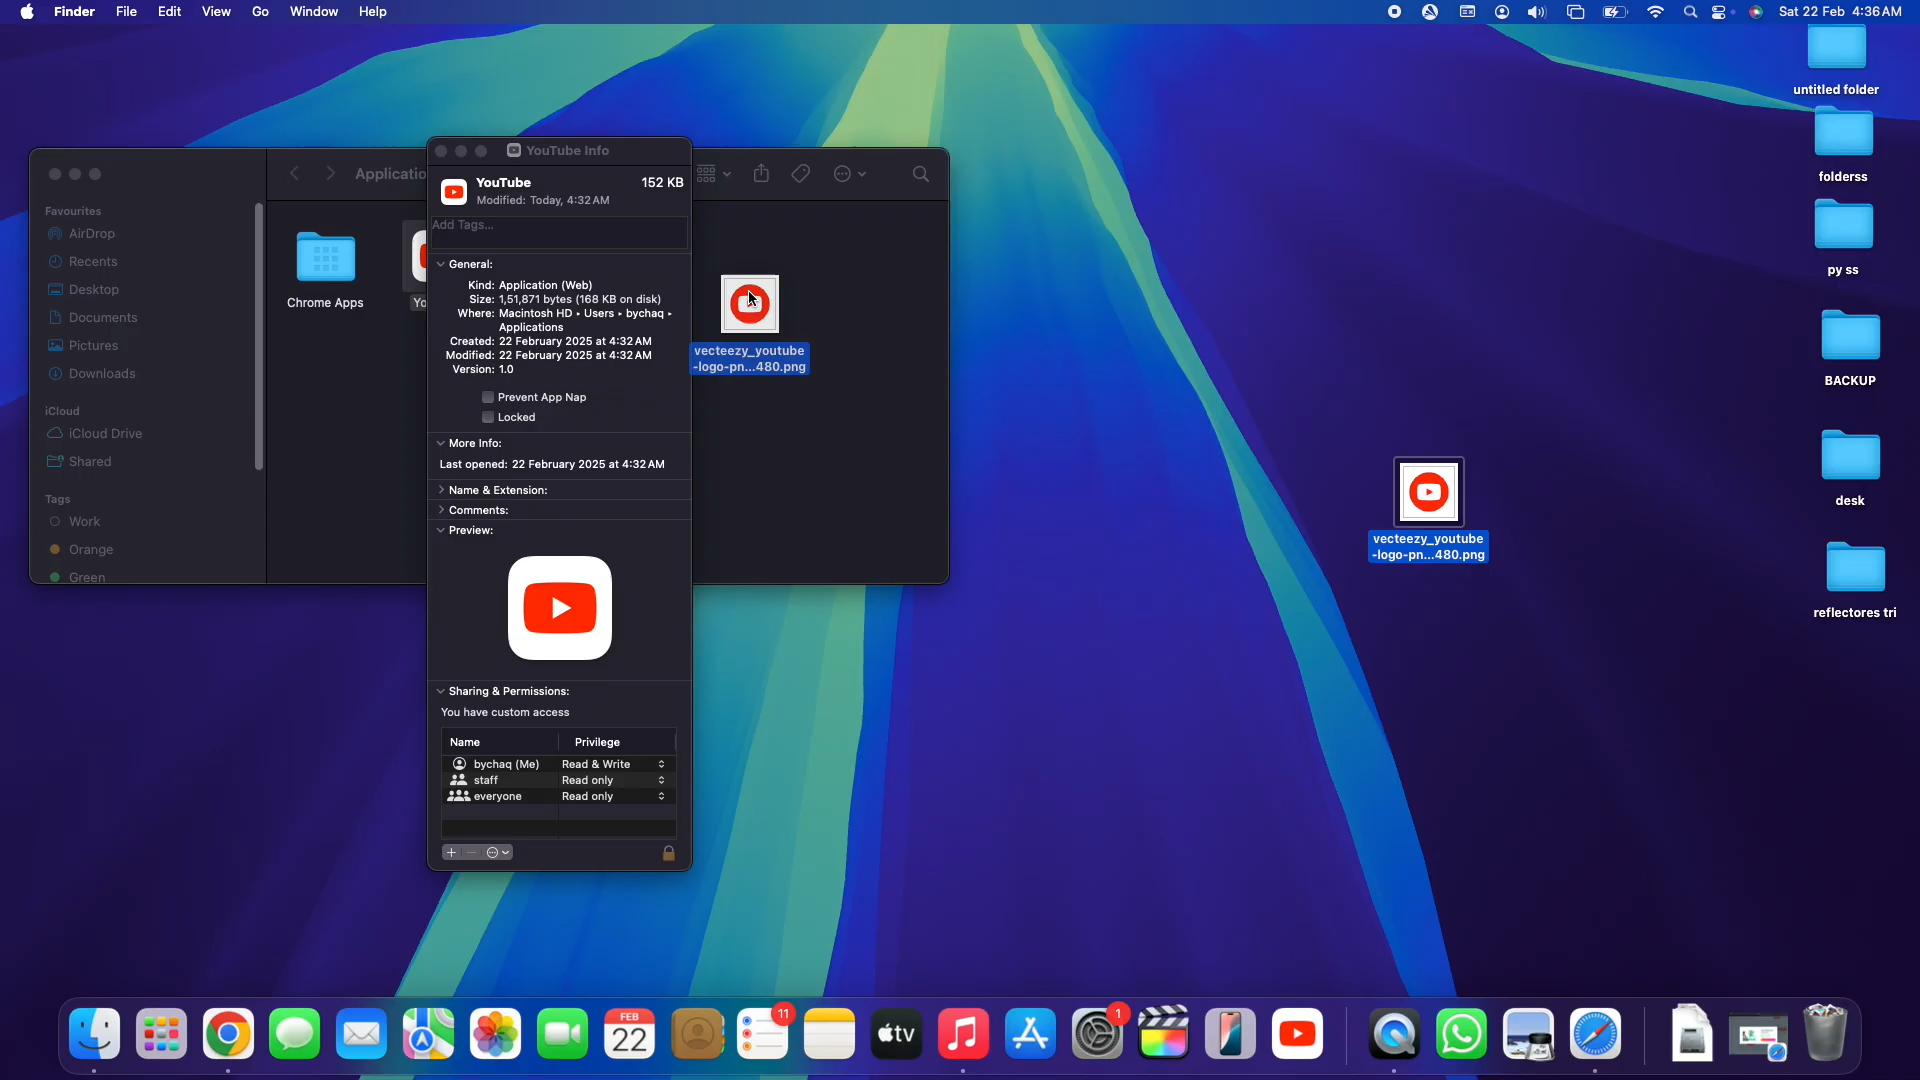 Finder File Edit View Go Window Help
Sat 22 Feb 4:36 AM
untitled folder
folderss
py ss
BACKUP
desk
reflectores tri
Favourites
AirDrop
Recents
Desktop
Documents
Pictures
Downloads
iCloud
iCloud Drive
Shared
Tags
Work
Orange
Green
Applicatio
Chrome Apps
Yo
YouTube Info
YouTube 152 KB
Modified: Today, 4:32 AM
Add Tags...
General:
Kind: Application (Web)
Size: 1,51,871 bytes (168 KB on disk)
Where: Macintosh HD ▸ Users ▸ bychaq ▸
Applications
Created: 22 February 2025 at 4:32 AM
Modified: 22 February 2025 at 4:32 AM
Version: 1.0
Prevent App Nap
Locked
More Info:
Last opened: 22 February 2025 at 4:32 AM
Name & Extension:
Comments:
Preview:
Sharing & Permissions:
You have custom access
Name Privilege
bychaq (Me) Read & Write
staff Read only
everyone Read only
vecteezy_youtube
-logo-pn...480.png
vecteezy_youtube
-logo-pn...480.png
FEB
22
11
tv
1